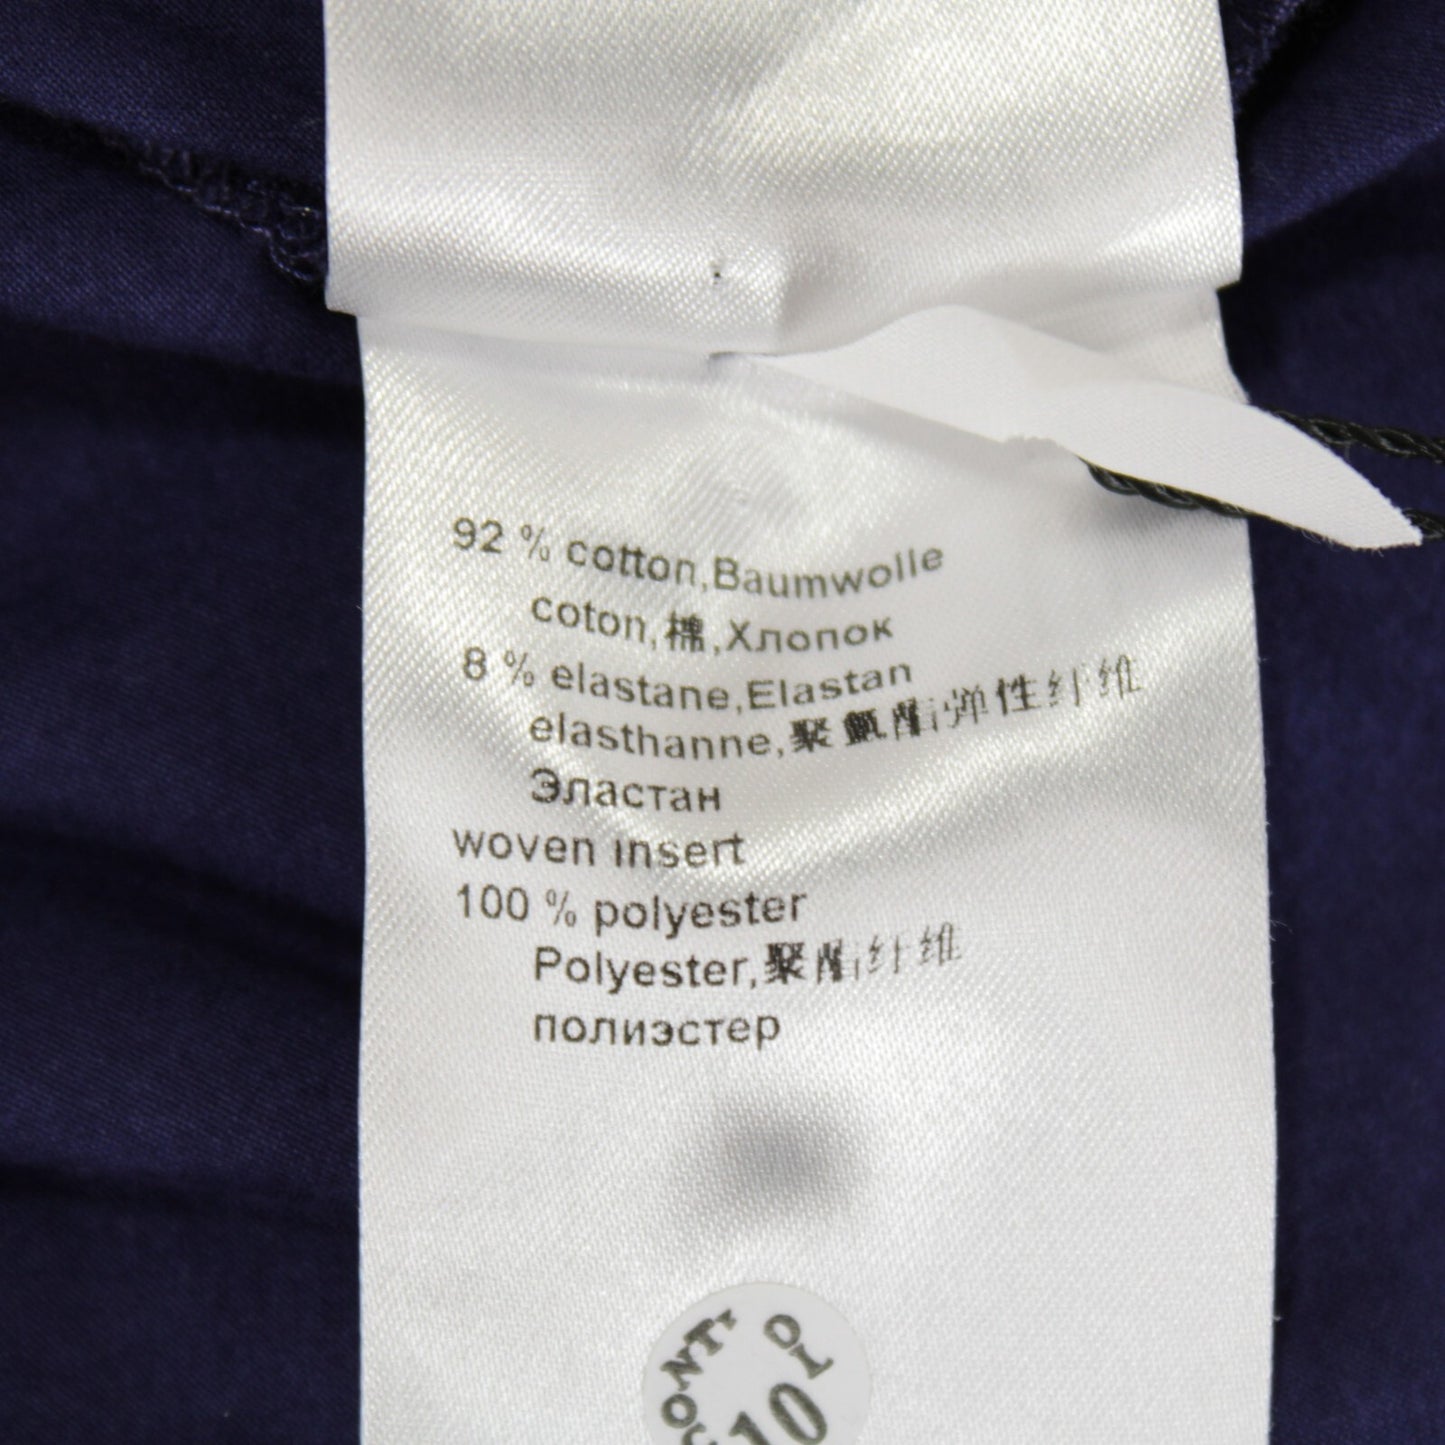 92 % cotton,Baumwolle
coton,棉,Хлопок
8 % elastane,Elastan
elasthanne,聚氨酯弹性纤维
Эластан
woven insert
100 % polyester
Polyester,聚酯纤维
полиэстер
10